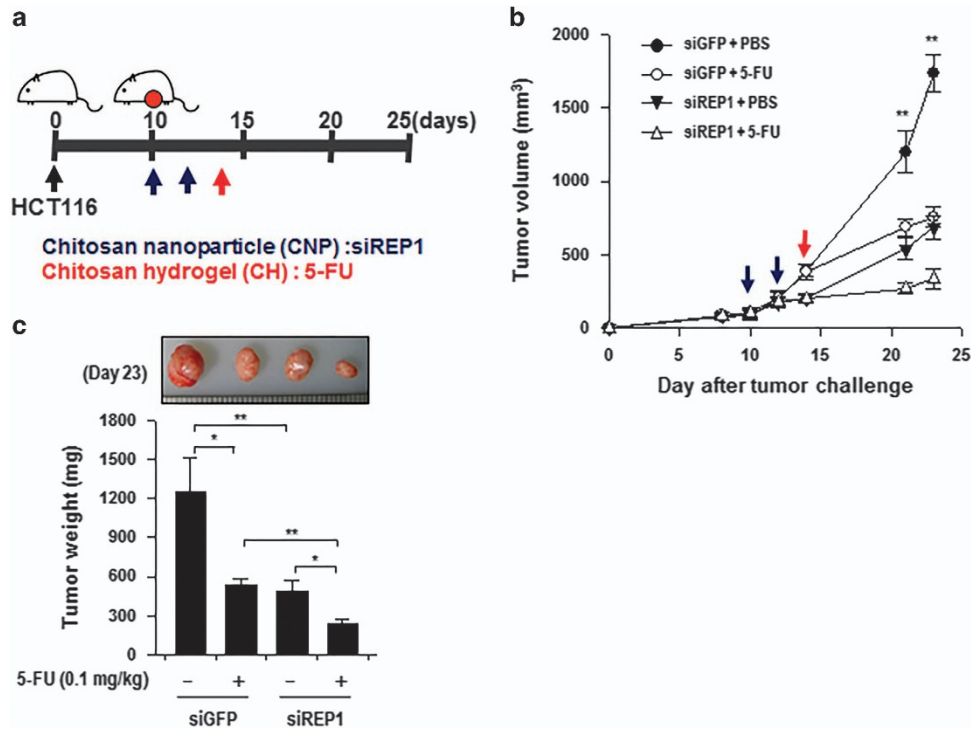 a
0 10 15 20 25(days)
HCT116
Chitosan nanoparticle (CNP) :siREP1
Chitosan hydrogel (CH) : 5-FU
b
Tumor volume (mm3)
2000
1500
1000
500
0
siGFP + PBS
siGFP + 5-FU
siREP1 + PBS
siREP1 + 5-FU
**
**
0 5 10 15 20 25
Day after tumor challenge
c
(Day 23)
Tumor weight (mg)
1800
1500
1200
900
600
300
0
**
*
**
*
5-FU (0.1 mg/kg) – + – +
siGFP siREP1